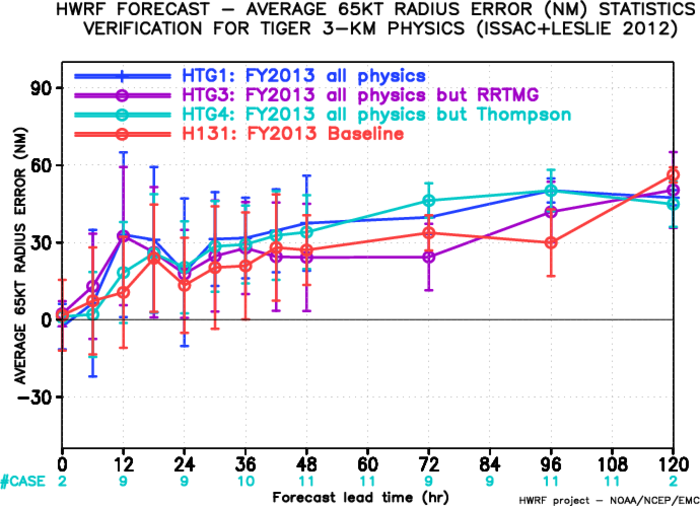 HWRF FORECAST – AVERAGE 65KT RADIUS ERROR (NM) STATISTICS
VERIFICATION FOR TIGER 3–KM PHYSICS (ISSAC+LESLIE 2012)
HTG1: FY2013 all physics
HTG3: FY2013 all physics but RRTMG
HTG4: FY2013 all physics but Thompson
H131: FY2013 Baseline
AVERAGE 65KT RADIUS ERROR (NM)
90
60
30
0
–30
0 12 24 36 48 60 72 84 96 108 120
#CASE 2 9 9 10 11 11 9 9 11 11 2
Forecast lead time (hr)
HWRF project – NOAA/NCEP/EMC